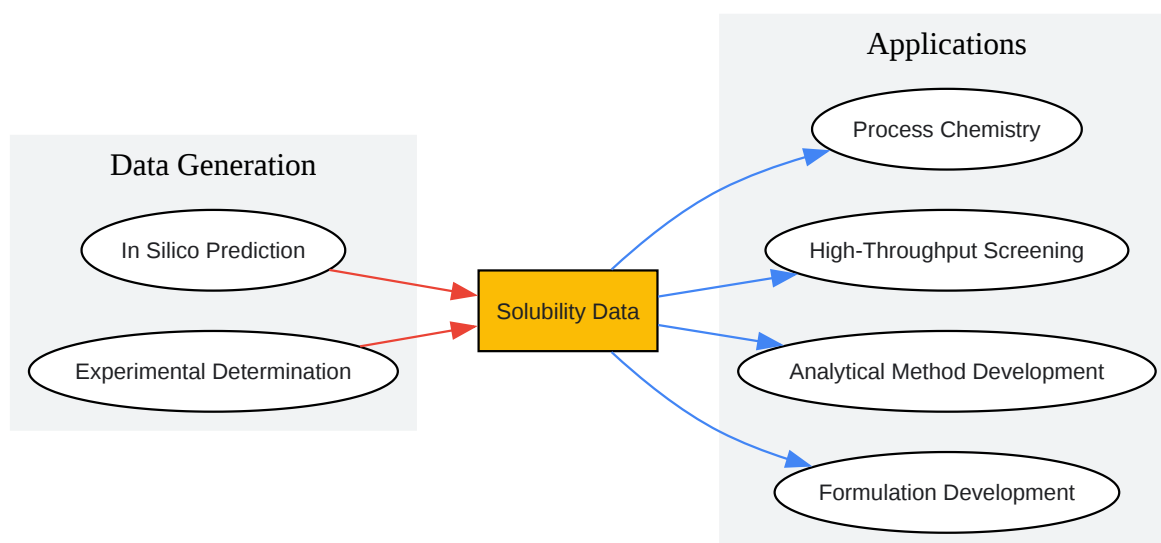 Data Generation
In Silico Prediction
Experimental Determination
Solubility Data
Applications
Process Chemistry
High-Throughput Screening
Analytical Method Development
Formulation Development